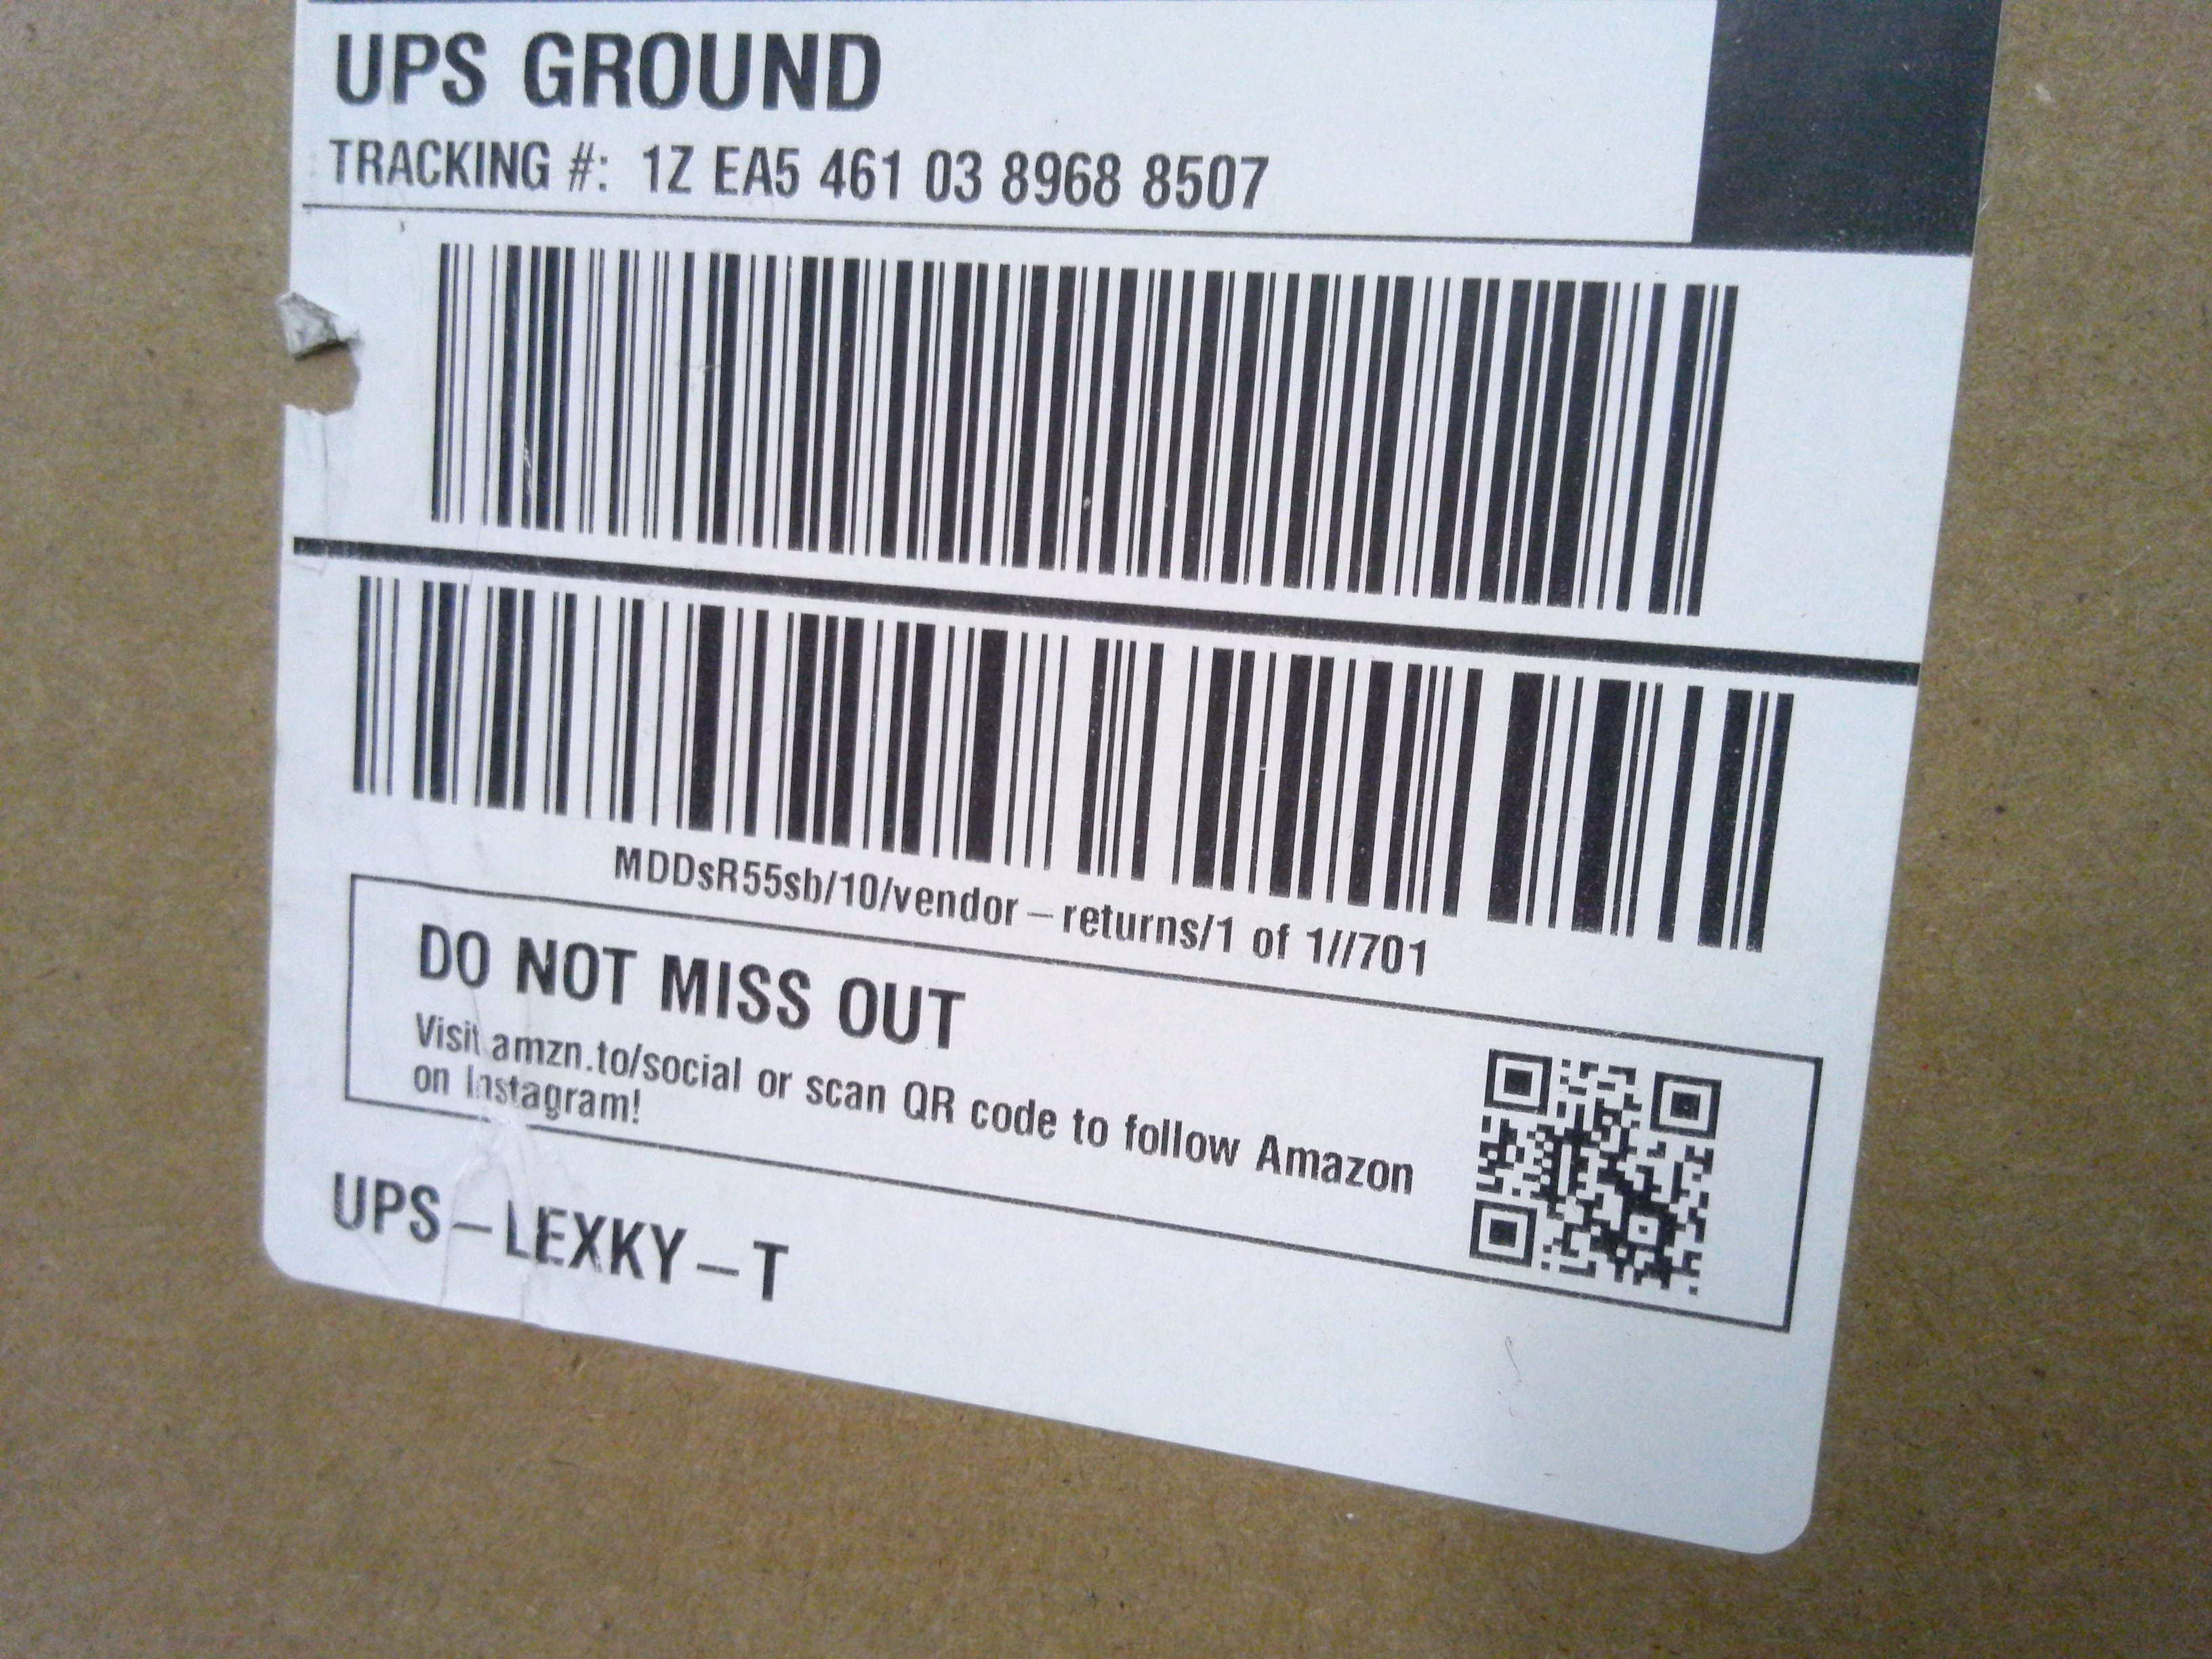 UPS GROUND
TRACKING #: 1Z EA5 461 03 8968 8507
MDDsR55sb/10/vendor-returns/1 of 1//701
DO NOT MISS OUT
Visit amzn.to/social or scan QR code to follow Amazon
on Instagram!
UPS-LEXKY-T